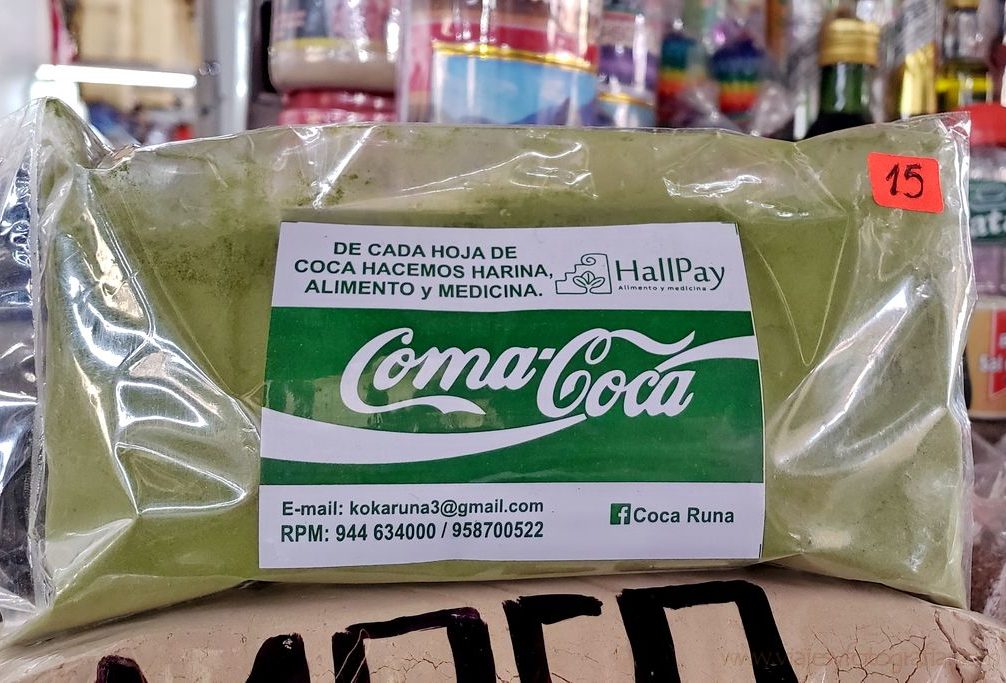 15
DE CADA HOJA DE
COCA HACEMOS HARINA,
ALIMENTO y MEDICINA.
HallPay
Alimento y medicina
Coma-Coca
E-mail: kokaruna3@gmail.com
RPM: 944 634000 / 958700522
Coca Runa